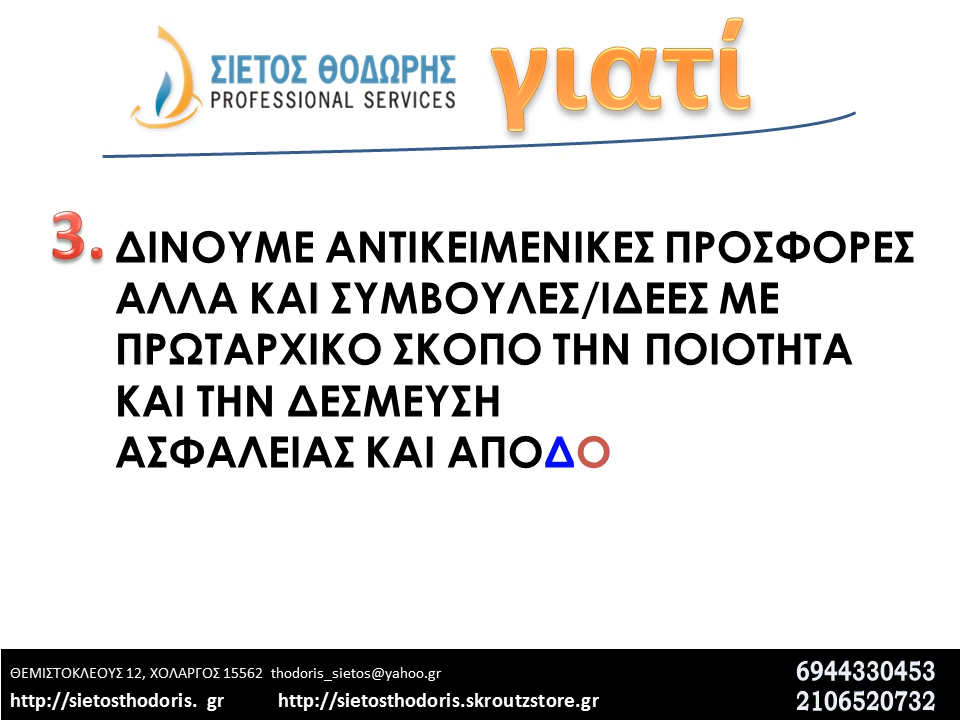 ΣΙΕΤΟΣ ΘΟΔΩΡΗΣ
PROFESSIONAL SERVICES
γιατί
3. ΔΙΝΟΥΜΕ ΑΝΤΙΚΕΙΜΕΝΙΚΕΣ ΠΡΟΣΦΟΡΕΣ
ΑΛΛΑ ΚΑΙ ΣΥΜΒΟΥΛΕΣ/ΙΔΕΕΣ ΜΕ
ΠΡΩΤΑΡΧΙΚΟ ΣΚΟΠΟ ΤΗΝ ΠΟΙΟΤΗΤΑ
ΚΑΙ ΤΗΝ ΔΕΣΜΕΥΣΗ
ΑΣΦΑΛΕΙΑΣ ΚΑΙ ΑΠΟΔΟ
ΘΕΜΙΣΤΟΚΛΕΟΥΣ 12, ΧΟΛΑΡΓΟΣ 15562 thodoris_sietos@yahoo.gr
http://sietosthodoris. gr http://sietosthodoris.skroutzstore.gr
6944330453
2106520732